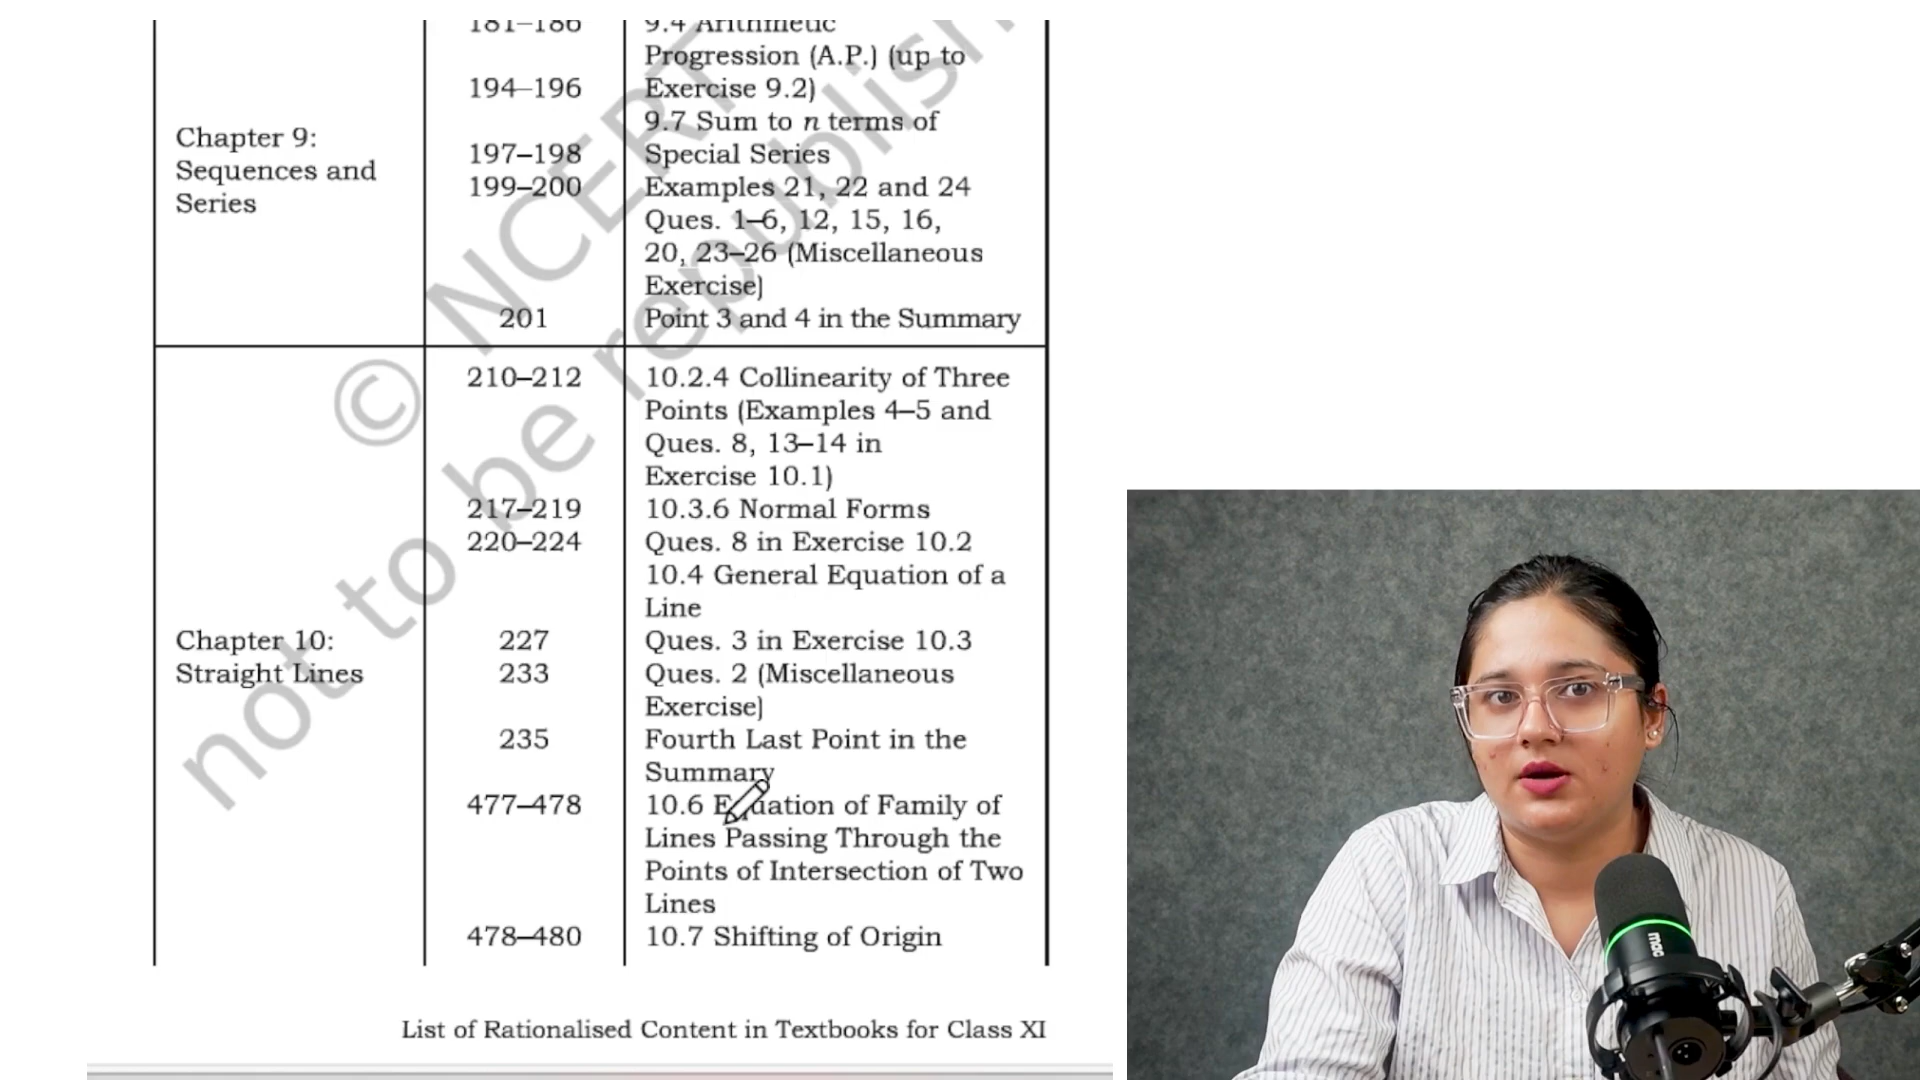 181–186 9.4 Arithmetic
Progression (A.P.) (up to
194–196 Exercise 9.2)
9.7 Sum to n terms of
Chapter 9:
197–198 Special Series
Sequences and
199–200 Examples 21, 22 and 24
Series
Ques. 1–6, 12, 15, 16,
20, 23–26 (Miscellaneous
Exercise)
201 Point 3 and 4 in the Summary
210–212 10.2.4 Collinearity of Three
Points (Examples 4–5 and
Ques. 8, 13–14 in
Exercise 10.1)
217–219 10.3.6 Normal Forms
220–224 Ques. 8 in Exercise 10.2
10.4 General Equation of a
Line
Chapter 10: 227 Ques. 3 in Exercise 10.3
Straight Lines 233 Ques. 2 (Miscellaneous
Exercise)
235 Fourth Last Point in the
Summary
477–478 10.6 Equation of Family of
Lines Passing Through the
Points of Intersection of Two
Lines
478–480 10.7 Shifting of Origin
List of Rationalised Content in Textbooks for Class XI
© NCERT
not to be republish